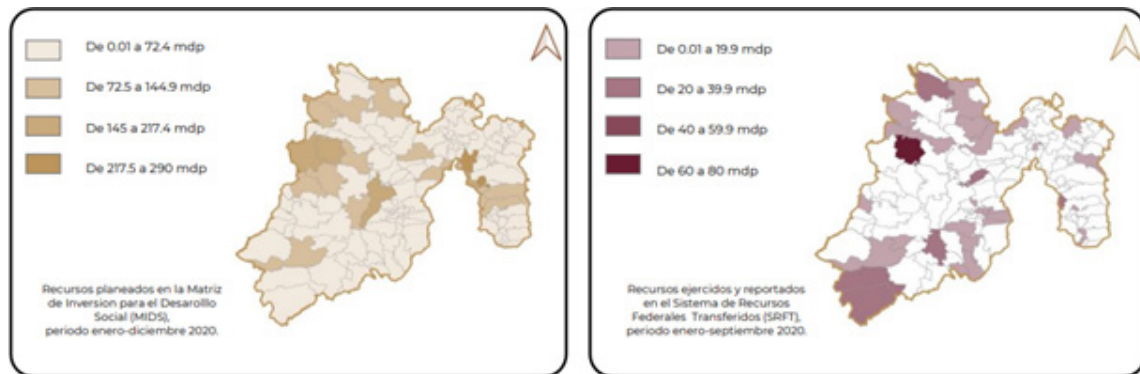 De 0.01 a 72.4 mdp
De 72.5 a 144.9 mdp
De 145 a 217.4 mdp
De 217.5 a 290 mdp
Recursos planeados en la Matriz
de Inversion para el Desarolllo
Social (MIDS),
periodo enero-diciembre 2020.
De 0.01 a 19.9 mdp
De 20 a 39.9 mdp
De 40 a 59.9 mdp
De 60 a 80 mdp
Recursos ejercidos y reportados
en el Sistema de Recursos
Federales Transferidos (SRFT),
periodo enero-septiembre 2020.